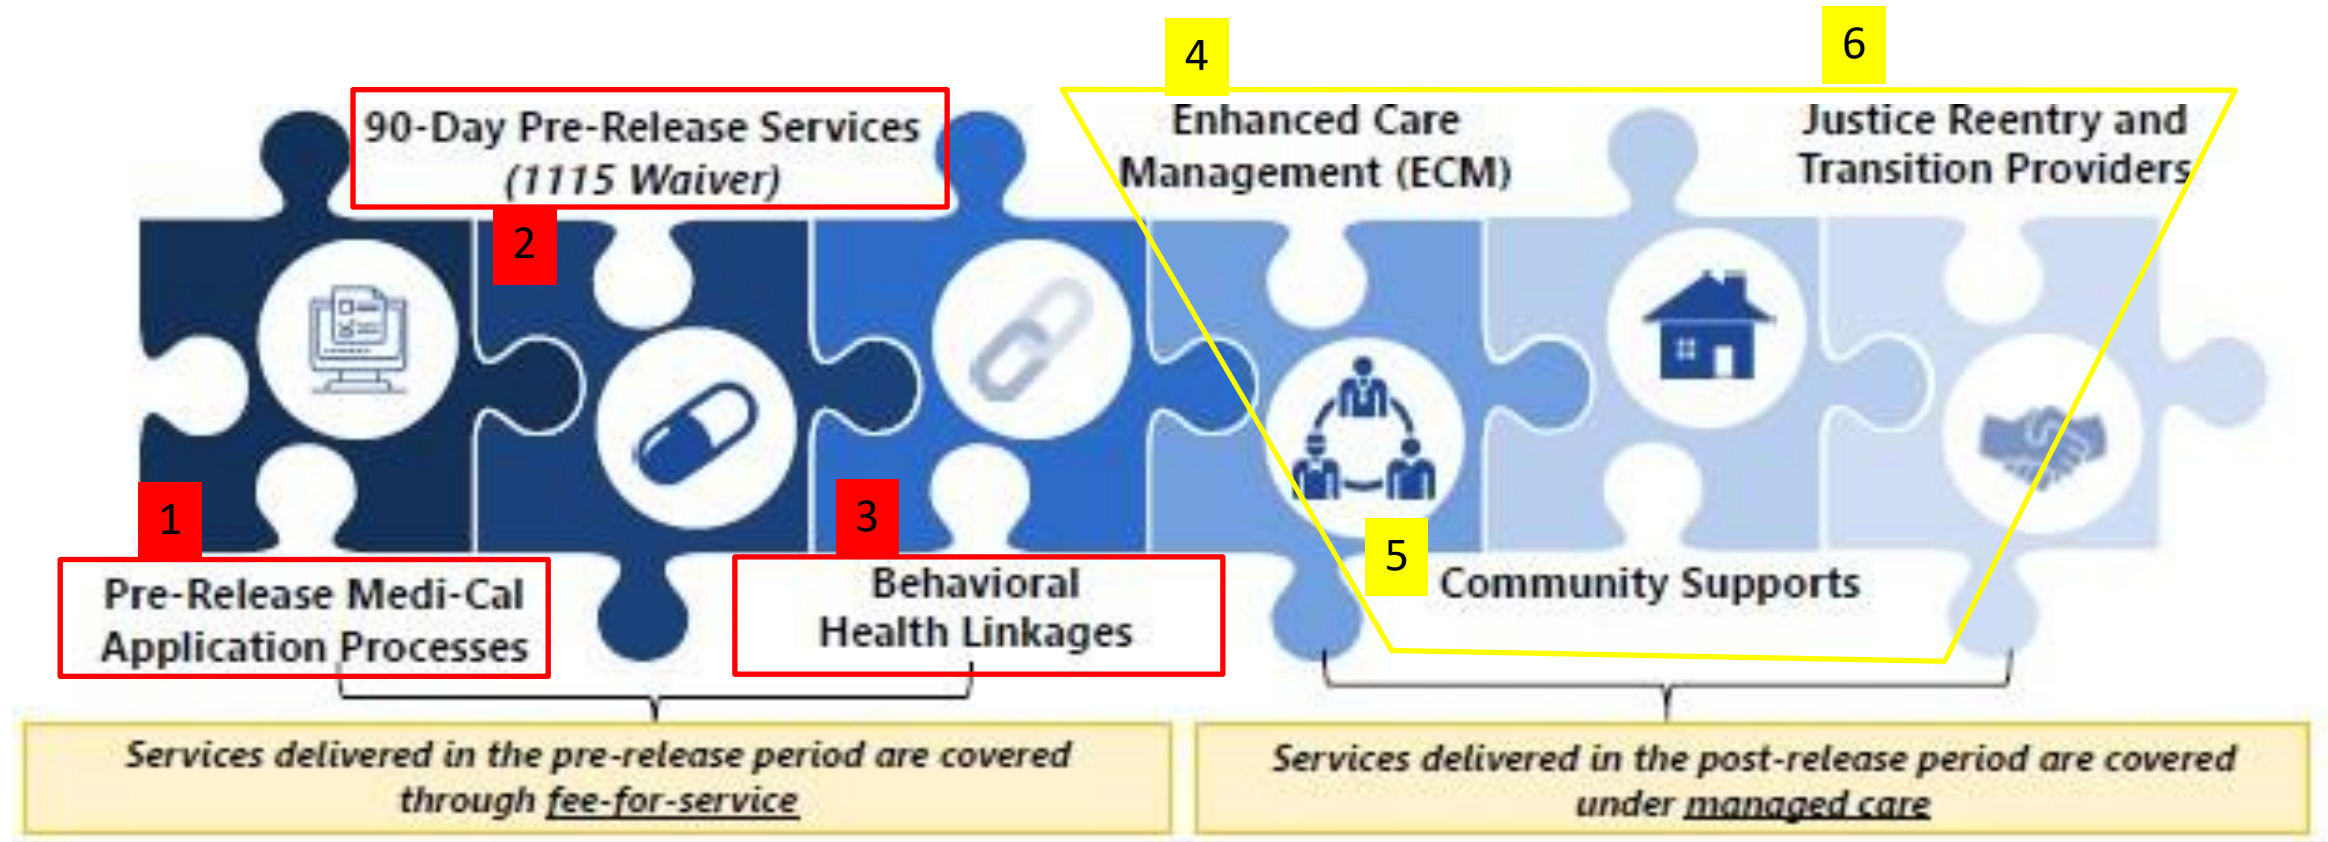 4
6
90-Day Pre-Release Services
(1115 Waiver)
Enhanced Care
Management (ECM)
Justice Reentry and
Transition Providers
2
1
3
5
Pre-Release Medi-Cal
Application Processes
Behavioral
Health Linkages
Community Supports
Services delivered in the pre-release period are covered
through fee-for-service
Services delivered in the post-release period are covered
under managed care